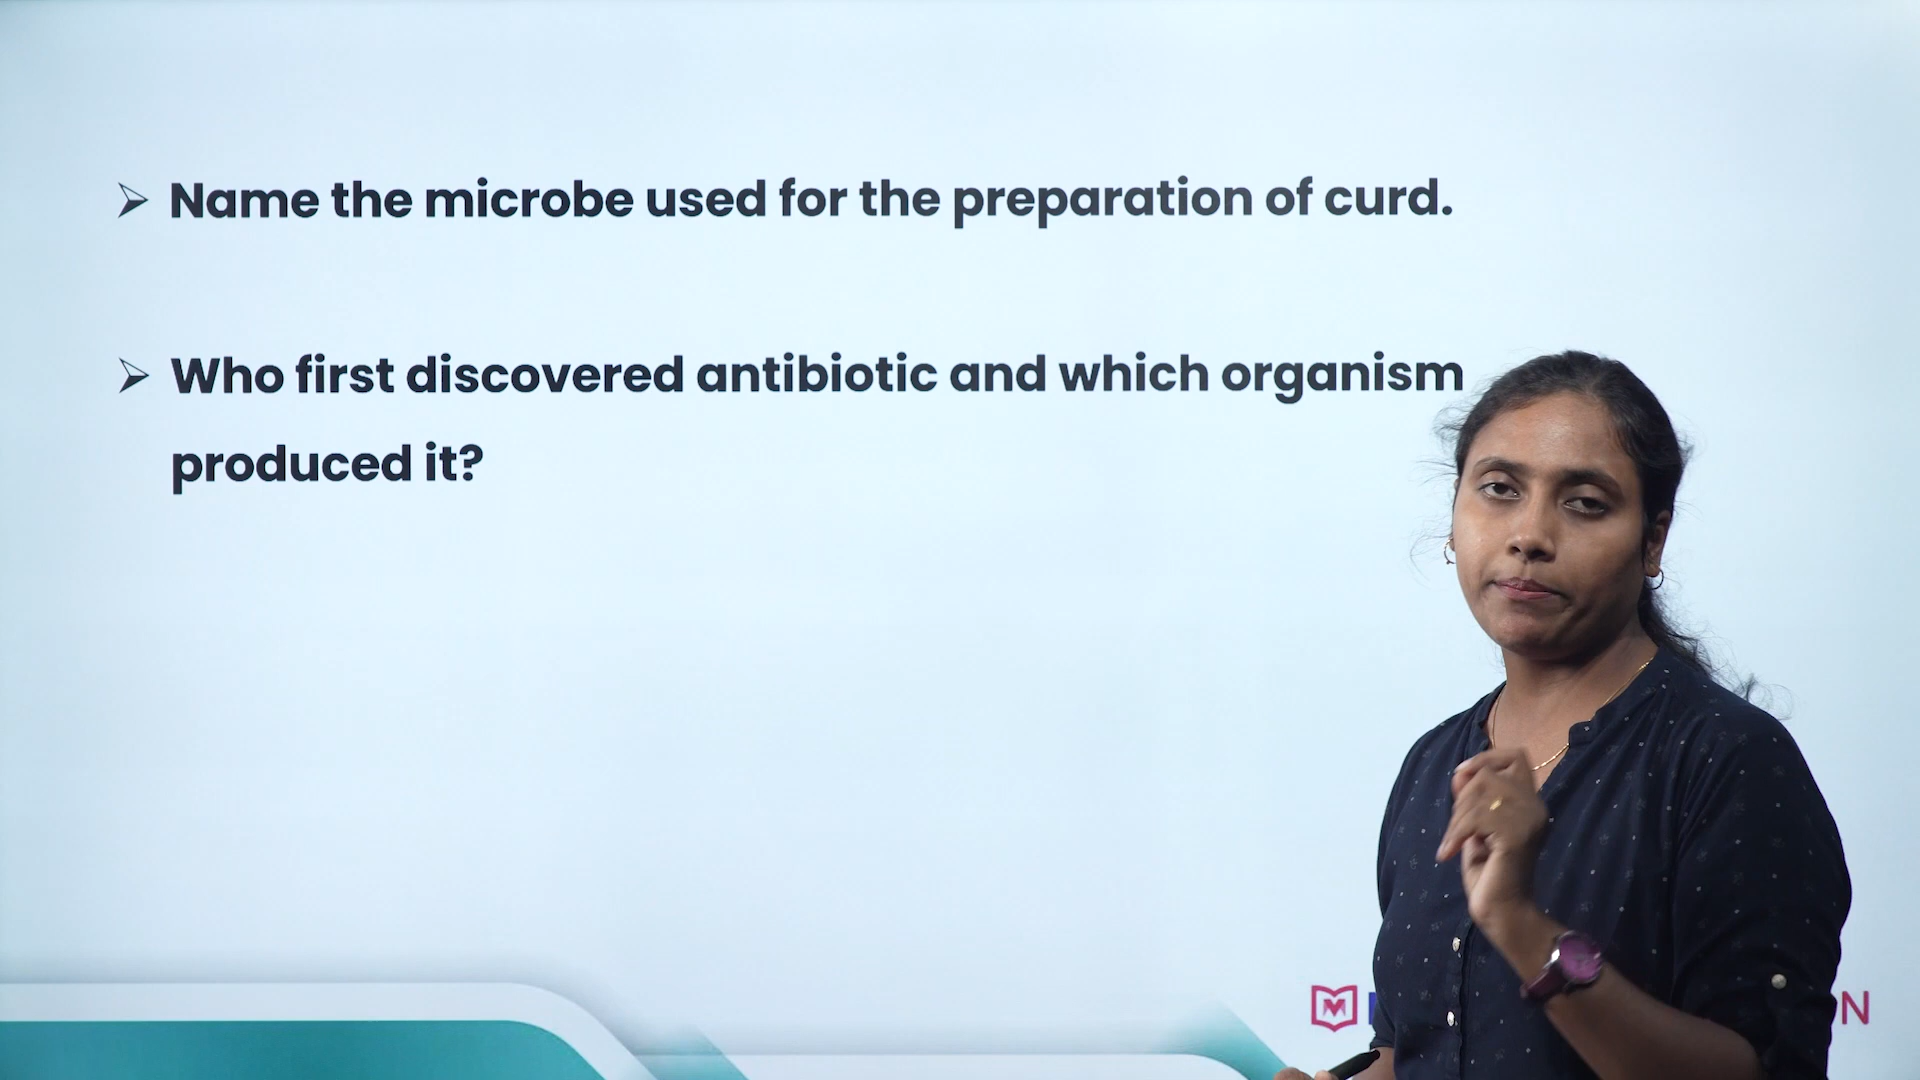 Name the microbe used for the preparation of curd.
Who first discovered antibiotic and which organism
produced it?